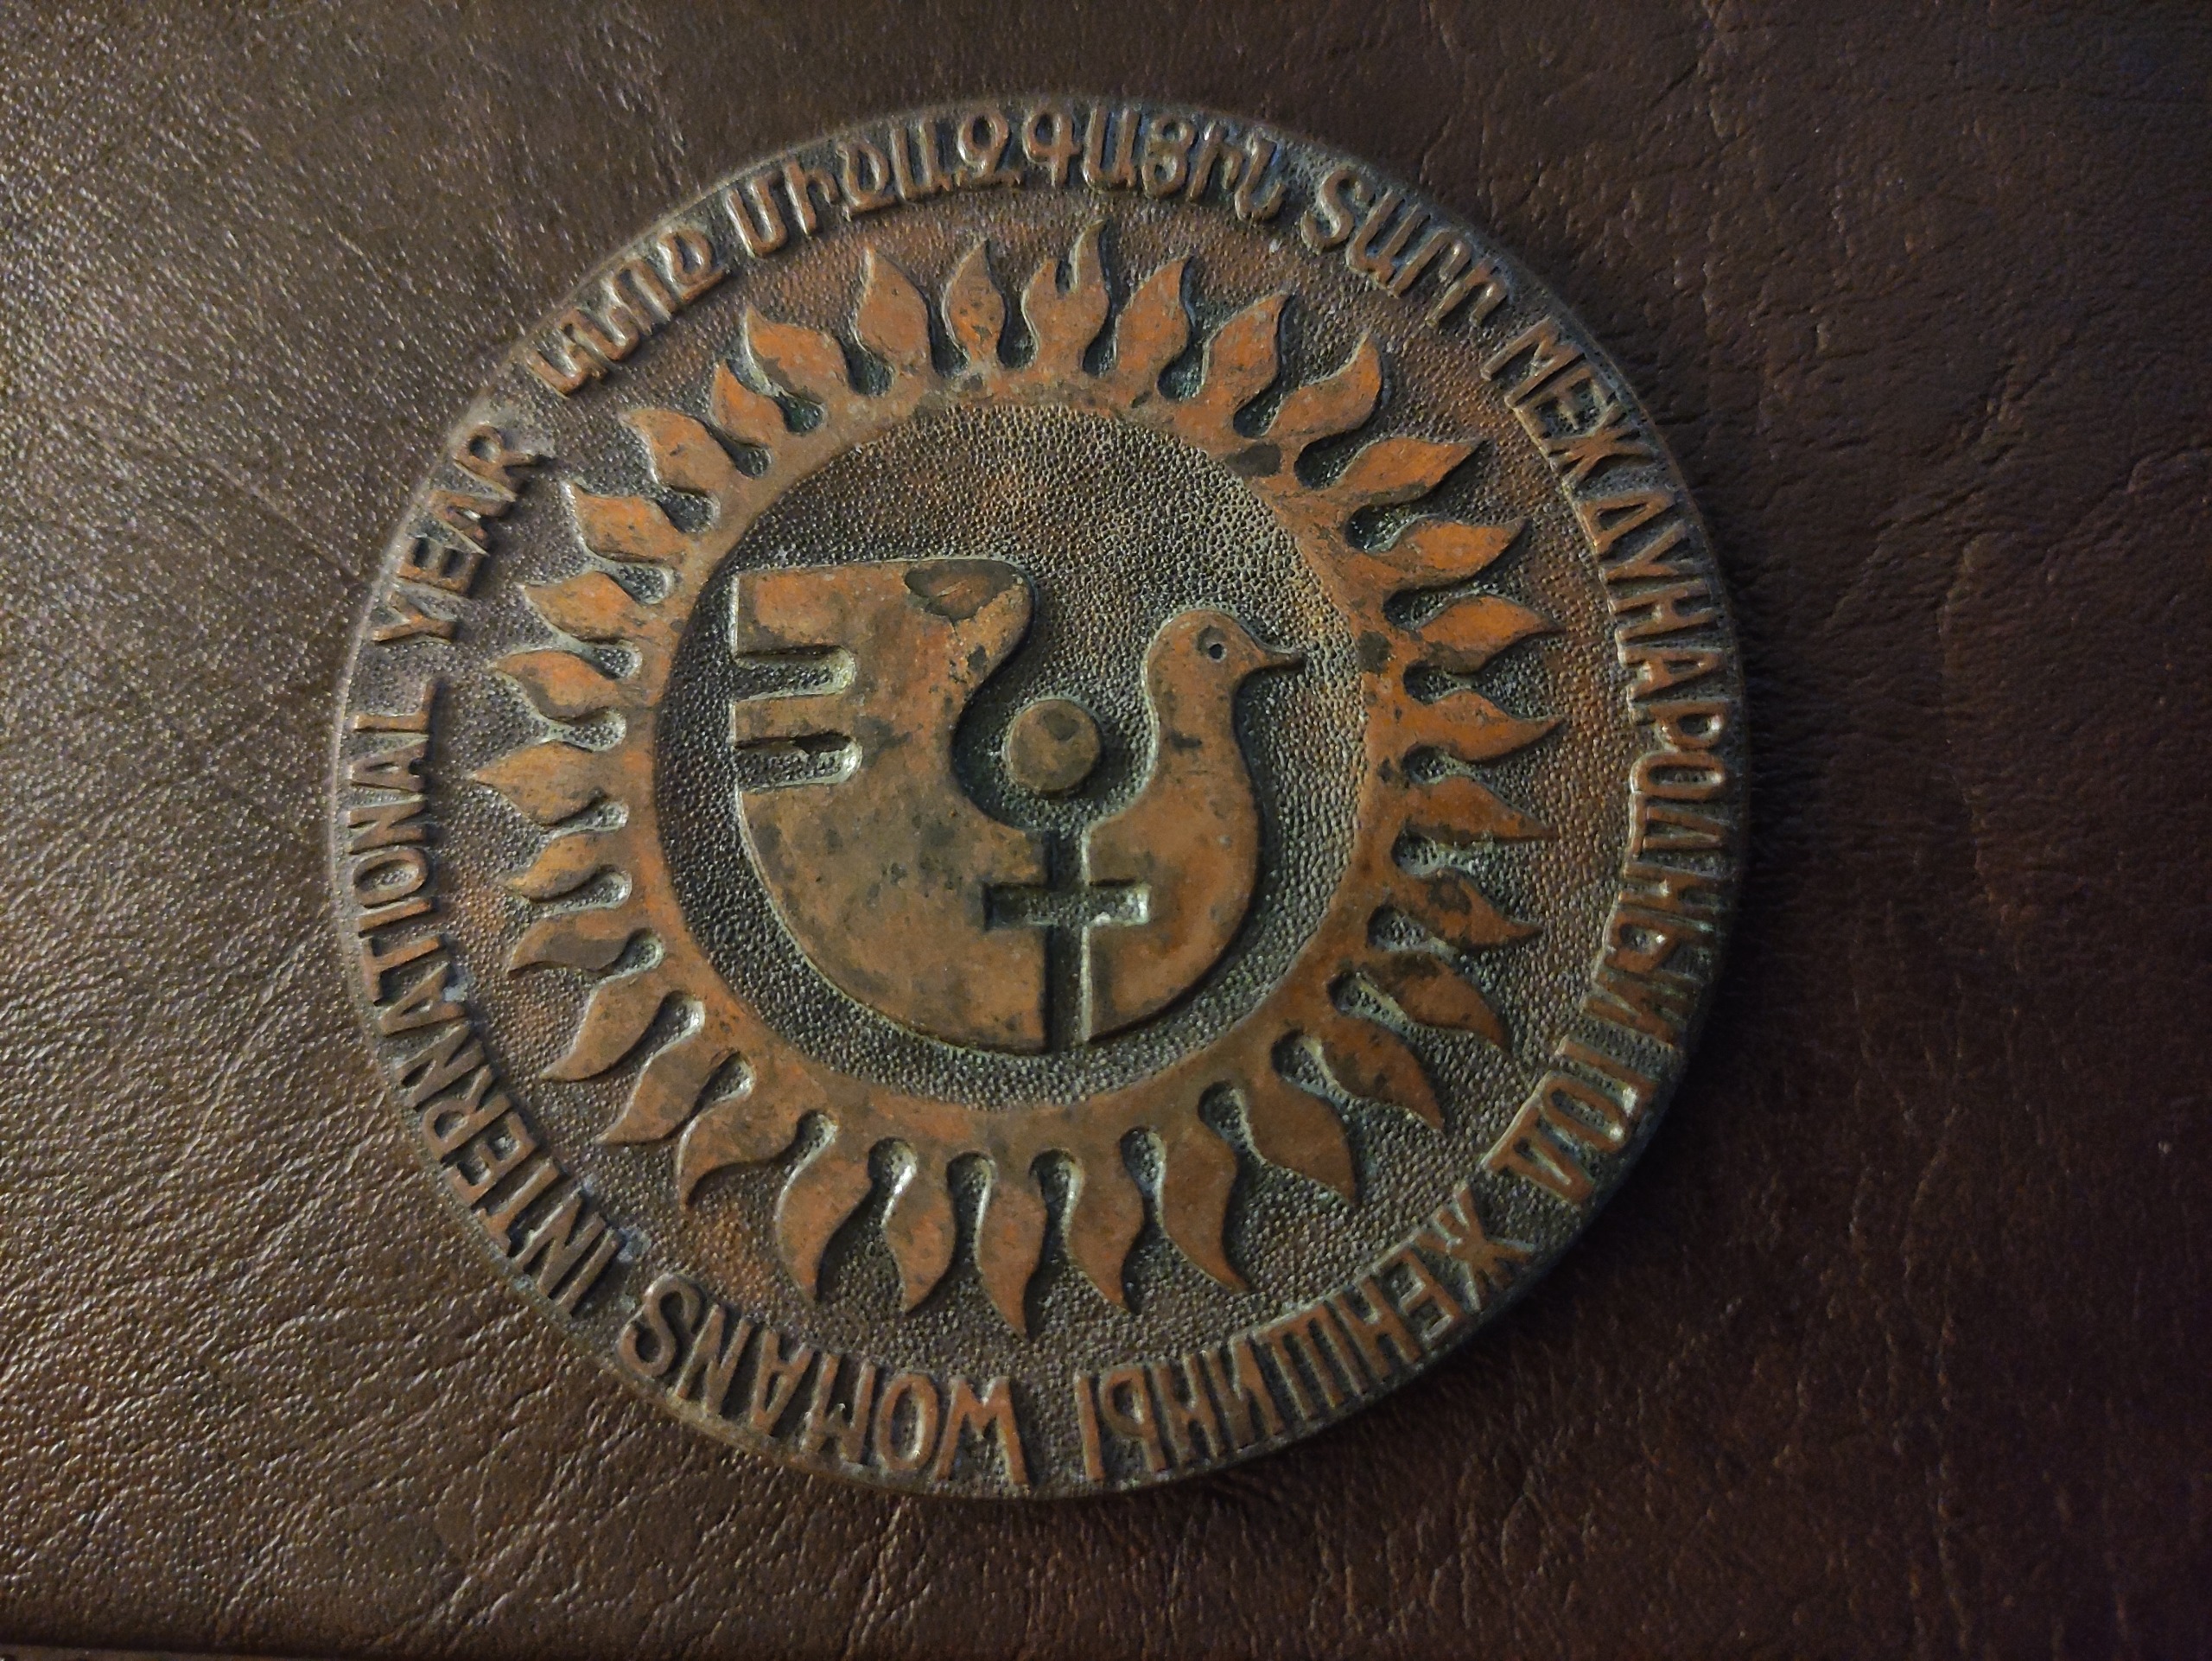 ԿՆՈՋ ՄԻՋԱԶԳԱՅԻՆ ՏԱՐԻ
МЕЖДУНАРОДНЫЙ ГОД ЖЕНЩИНЫ
WOMANS INTERNATIONAL YEAR